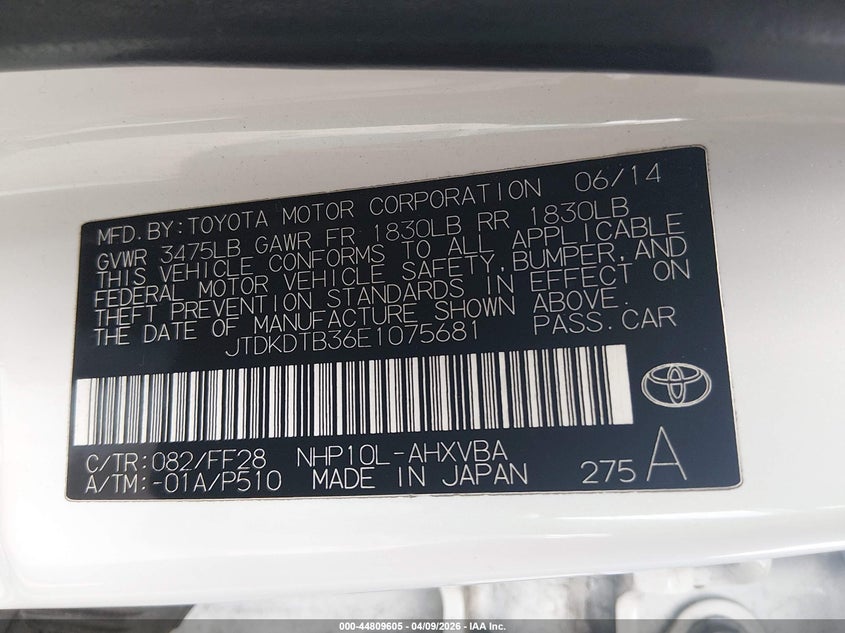 MFD. BY: TOYOTA MOTOR CORPORATION 06/14
GVWR 3475LB GAWR FR 1830LB RR 1830LB
THIS VEHICLE CONFORMS TO ALL APPLICABLE
FEDERAL MOTOR VEHICLE SAFETY, BUMPER, AND
THEFT PREVENTION STANDARDS IN EFFECT ON
THE DATE OF MANUFACTURE SHOWN ABOVE.
JTDKDTB36E1075681 PASS. CAR
C/TR: 082/FF28 NHP10L-AHXVBA
A/TM: -01A/P510 MADE IN JAPAN 275 A
000-44809605 - 04/09/2026 - IAA Inc.